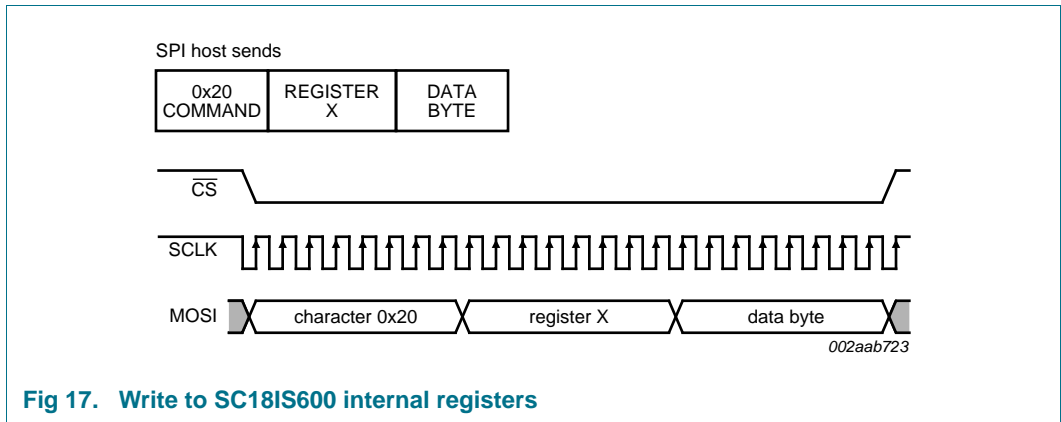 SPI host sends
0x20 COMMAND
REGISTER X
DATA BYTE
CS
SCLK
MOSI
character 0x20
register X
data byte
002aab723
Fig 17. Write to SC18IS600 internal registers